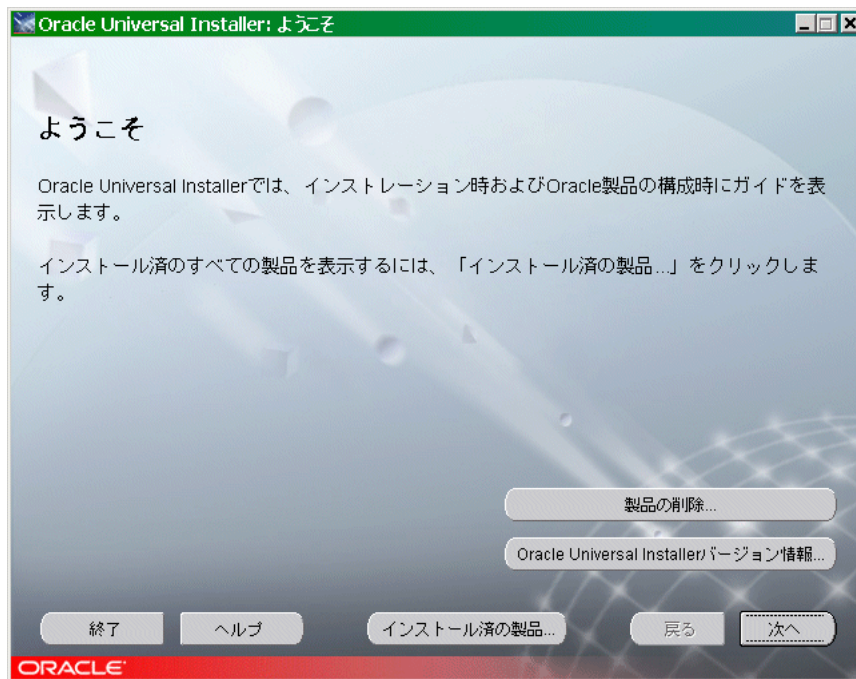 Oracle Universal Installer: ようこそ
ようこそ
Oracle Universal Installerでは、インストレーション時およびOracle製品の構成時にガイドを表
示します。
インストール済のすべての製品を表示するには、「インストール済の製品...」をクリックしま
す。
製品の削除...
Oracle Universal Installerバージョン情報...
終了
ヘルプ
インストール済の製品...
戻る
次へ
ORACLE